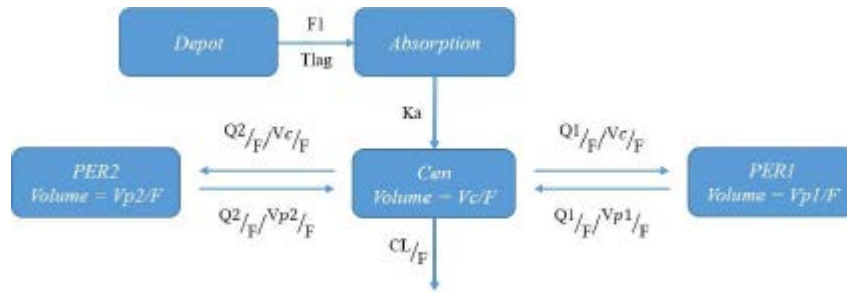 F1
Depot
Absorption
Tlag
Ka
Q2/F/Vc/F
Q1/F/Vc/F
PER2
Volume = Vp2/F
Cen
Volume = Vc/F
PER1
Volume = Vp1/F
Q2/F/Vp2/F
Q1/F/Vp1/F
CL/F